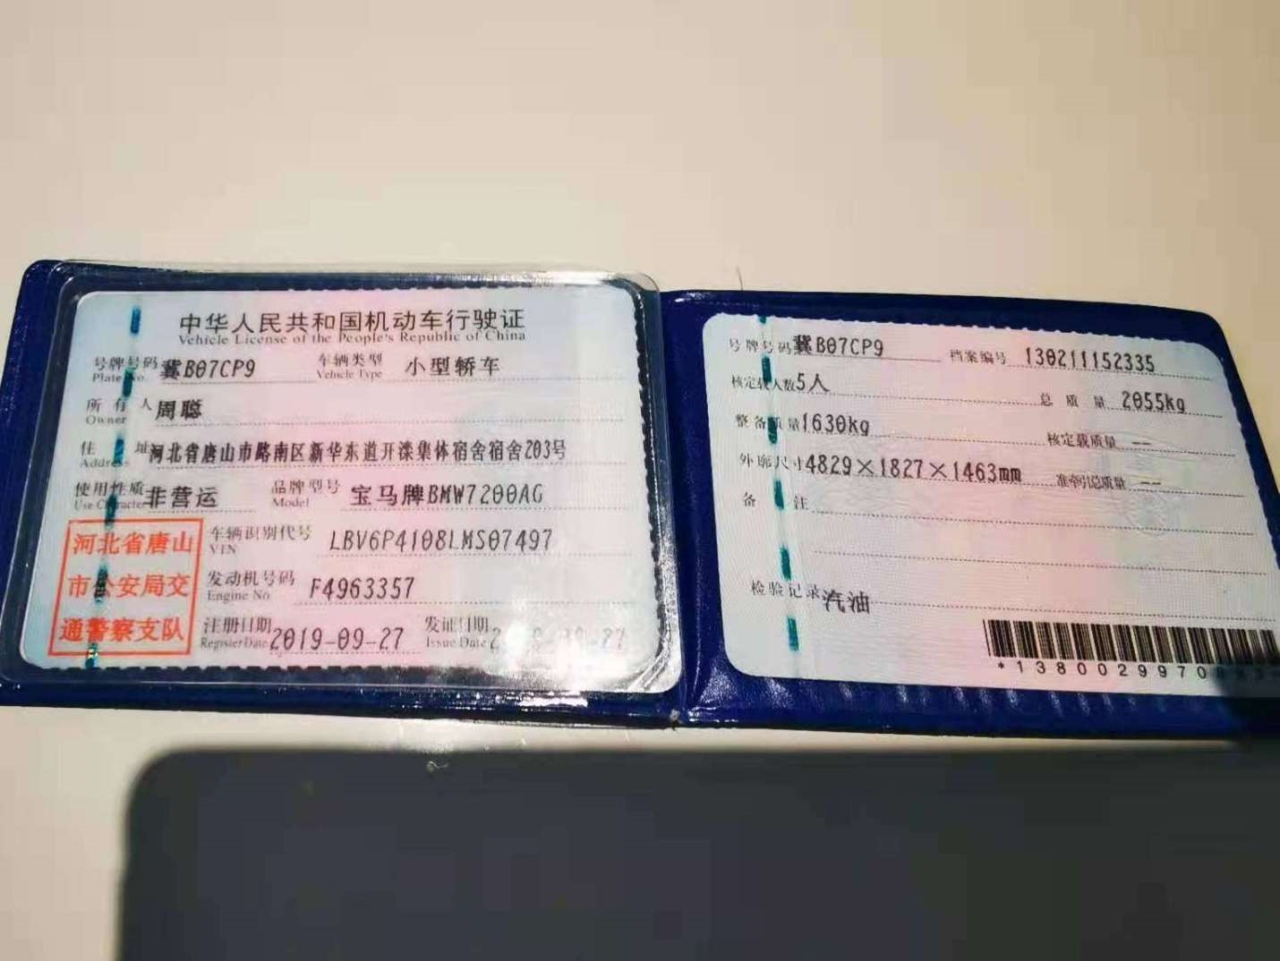 中华人民共和国机动车行驶证
Vehicle License of the People's Republic of China
号牌号码 冀B07CP9 车辆类型 小型轿车
Plate No. Vehicle Type
所有人 周聪
Owner
住址 河北省唐山市路南区新华东道开滦集体宿舍宿舍203号
Address
使用性质 非营运 品牌型号 宝马牌BMW7200AG
Use Character Model
河北省唐山
市公安局交
通警察支队
车辆识别代号 LBV6P4108LMS07497
VIN
发动机号码 F4963357
Engine No
注册日期 2019-09-27 发证日期
Register Date Issue Date
号牌号码 冀B07CP9 档案编号 130211152335
核定载人数 5人 总质量 2055kg
整备质量 1630kg 核定载质量 --
外廓尺寸 4829×1827×1463mm 准牵引总质量 --
备注
检验记录 汽油
*1380029970